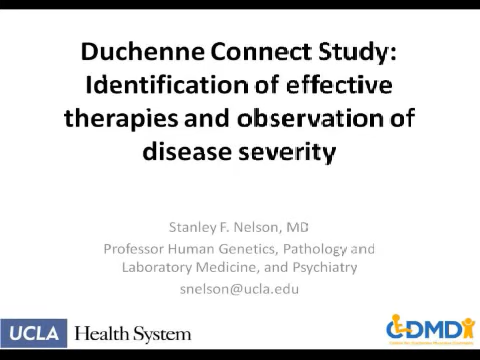 Duchenne Connect Study:
Identification of effective
therapies and observation of
disease severity
Stanley F. Nelson, MD
Professor Human Genetics, Pathology and
Laboratory Medicine, and Psychiatry
snelson@ucla.edu
UCLA Health System
CDMD